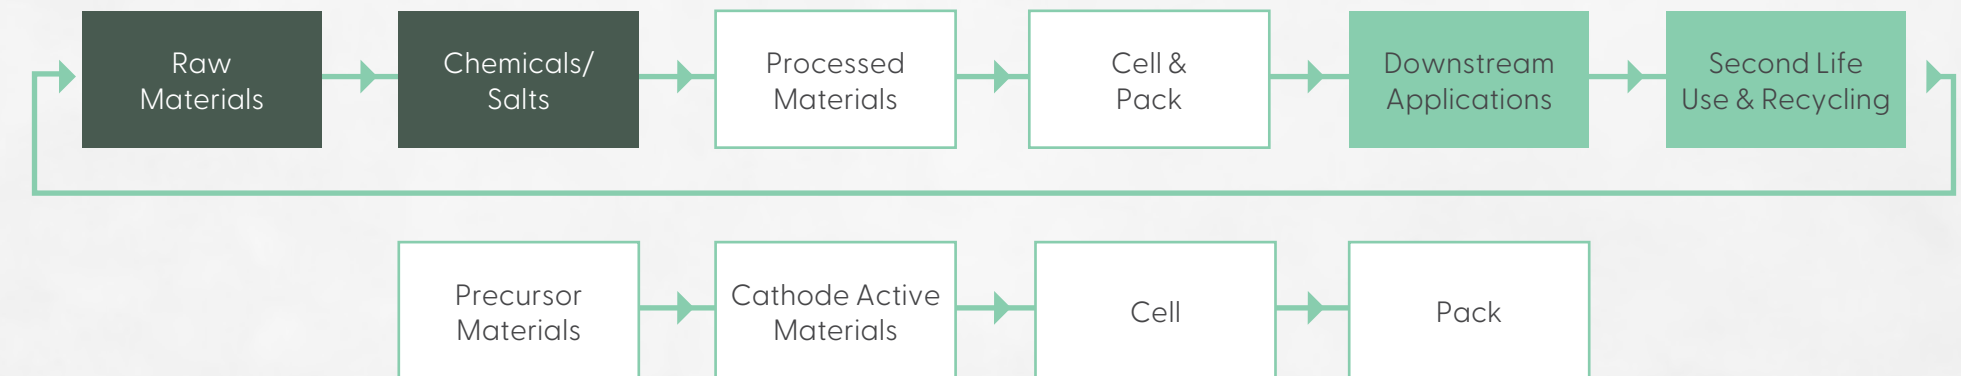 Raw
Materials
Chemicals/
Salts
Processed
Materials
Cell &
Pack
Downstream
Applications
Second Life
Use & Recycling
Precursor
Materials
Cathode Active
Materials
Cell
Pack